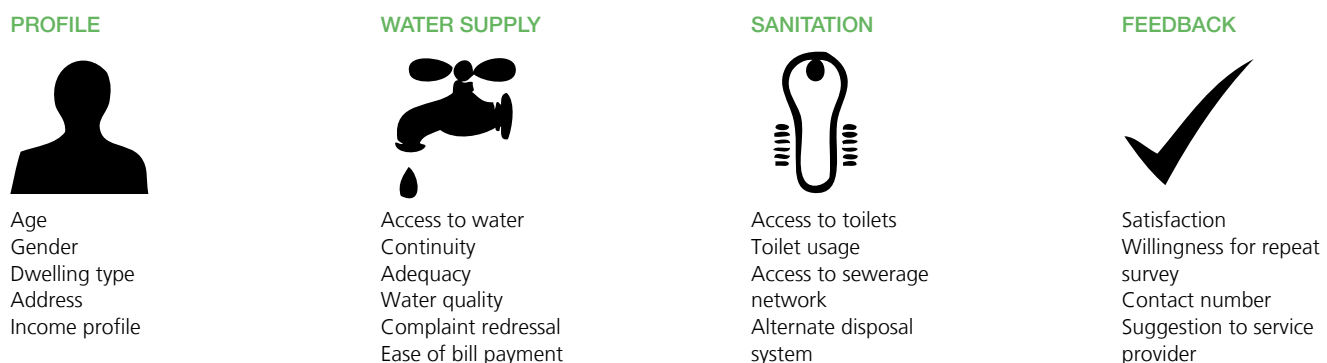 PROFILE
Age
Gender
Dwelling type
Address
Income profile
WATER SUPPLY
Access to water
Continuity
Adequacy
Water quality
Complaint redressal
Ease of bill payment
SANITATION
Access to toilets
Toilet usage
Access to sewerage
network
Alternate disposal
system
FEEDBACK
Satisfaction
Willingness for repeat
survey
Contact number
Suggestion to service
provider